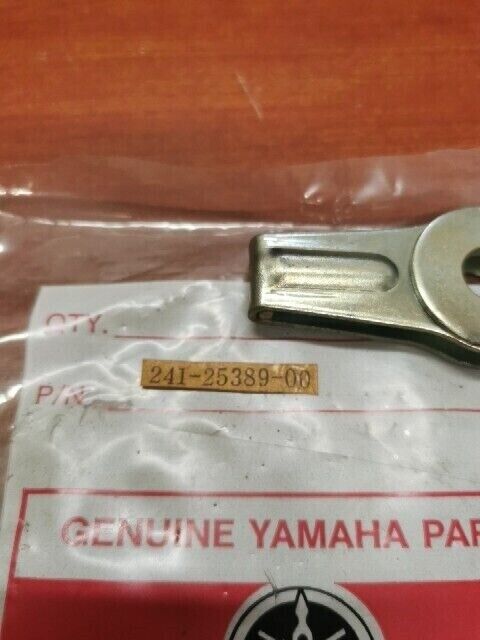 QTY.
241-25389-00
P/N
GENUINE YAMAHA PAR